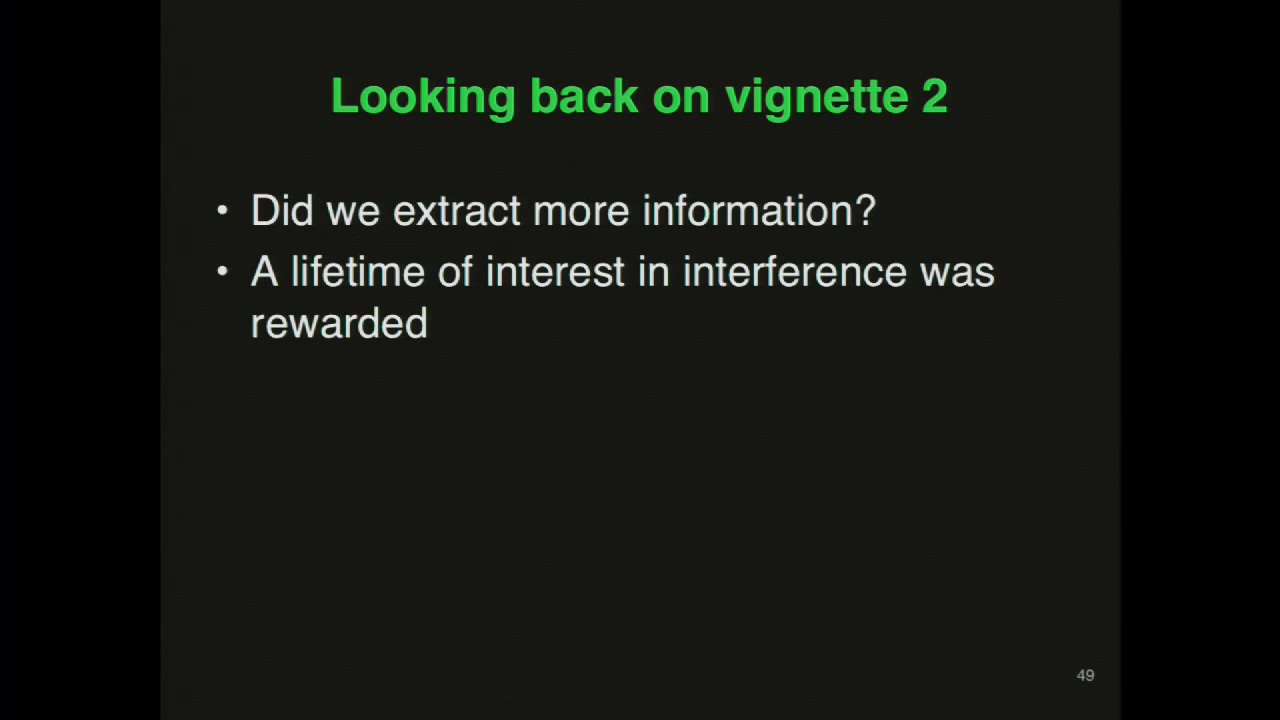 Looking back on vignette 2
• Did we extract more information?
• A lifetime of interest in interference was
rewarded
49